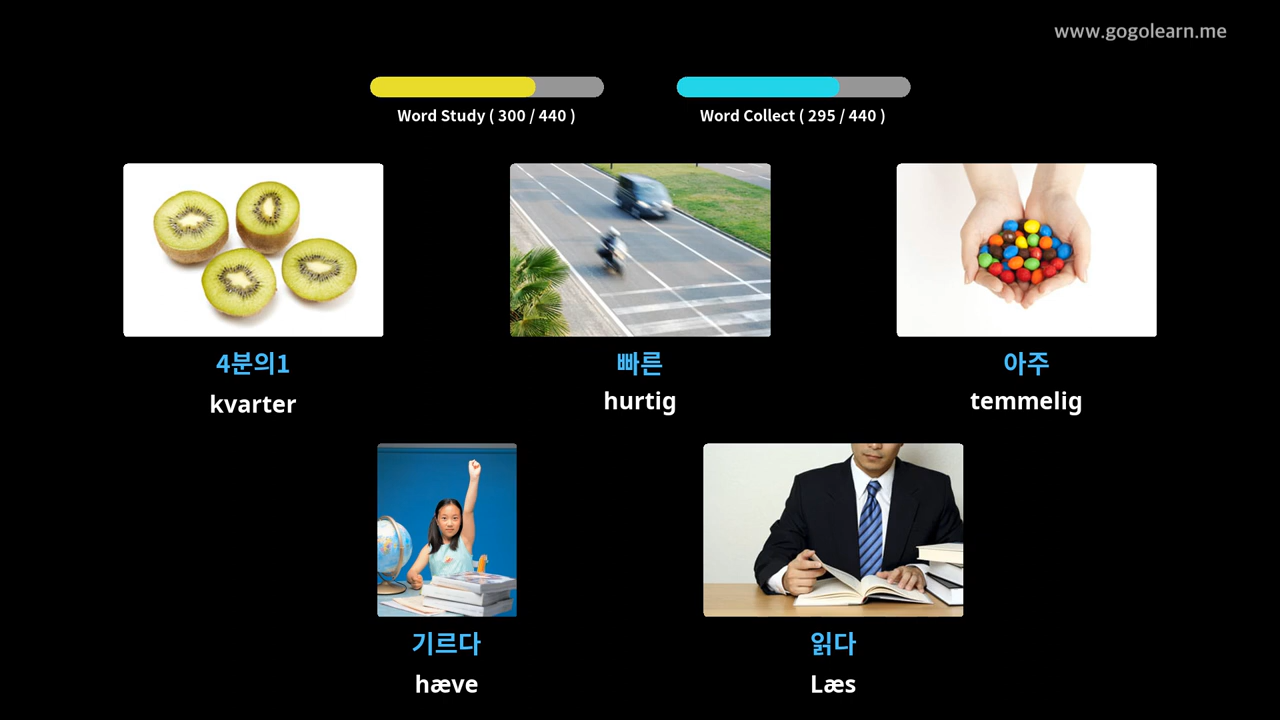 www.gogolearn.me
Word Study ( 300 / 440 )
Word Collect ( 295 / 440 )
4분의1
kvarter
빠른
hurtig
아주
temmelig
기르다
hæve
읽다
Læs